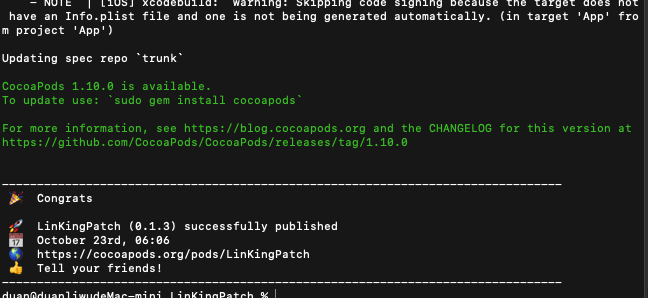 - NOTE | [iOS] xcodebuild: Warning: Skipping code signing because the target does not
have an Info.plist file and one is not being generated automatically. (in target 'App' fro
m project 'App')
Updating spec repo `trunk`
CocoaPods 1.10.0 is available.
To update use: `sudo gem install cocoapods`
For more information, see https://blog.cocoapods.org and the CHANGELOG for this version at
https://github.com/CocoaPods/CocoaPods/releases/tag/1.10.0
--------------------------------------------------------------------------------
🎉 Congrats
🚀 LinKingPatch (0.1.3) successfully published
📅 October 23rd, 06:06
🌎 https://cocoapods.org/pods/LinKingPatch
👍 Tell your friends!
--------------------------------------------------------------------------------
duan@duanliwudeMac-mini LinKingPatch %